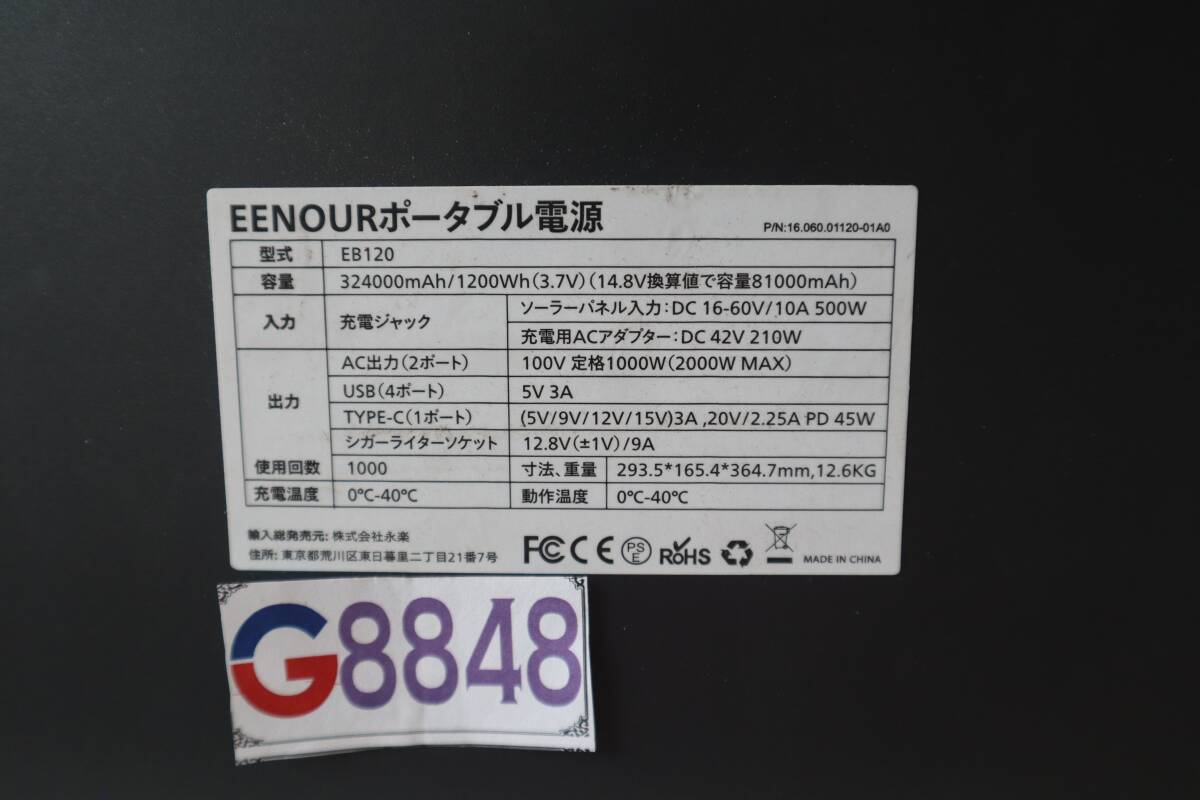 EENOURポータブル電源
P/N:16.060.01120-01A0
型式 EB120
容量 324000mAh/1200Wh(3.7V)(14.8V換算値で容量81000mAh)
入力 充電ジャック ソーラーパネル入力:DC 16-60V/10A 500W
充電用ACアダプター:DC 42V 210W
出力 AC出力(2ポート) 100V 定格1000W(2000W MAX)
USB(4ポート) 5V 3A
TYPE-C(1ポート) (5V/9V/12V/15V)3A ,20V/2.25A PD 45W
シガーライターソケット 12.8V(±1V)/9A
使用回数 1000 寸法、重量 293.5*165.4*364.7mm,12.6KG
充電温度 0℃-40℃ 動作温度 0℃-40℃
輸入総発売元: 株式会社永楽
住所: 東京都荒川区東日暮里二丁目21番7号
FC CE PSE RoHS MADE IN CHINA
G8848